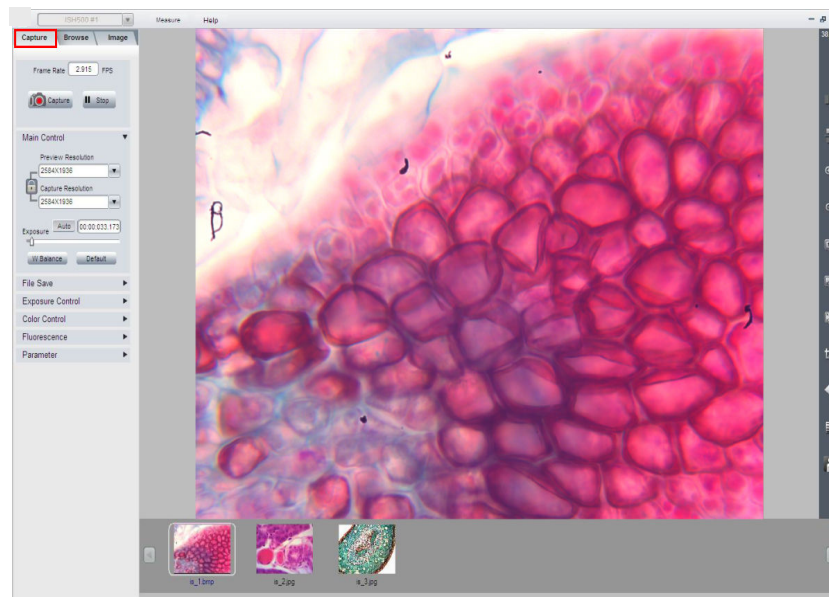 ISH500 #1
Measure Help
Capture Browse Image
Frame Rate 2.915 FPS
Capture Stop
Main Control
Preview Resolution
2584X1936
Capture Resolution
2584X1936
Exposure Auto 00:00:033.173
W.Balance Default
File Save
Exposure Control
Color Control
Fluorescence
Parameter
is_1.bmp is_2.jpg is_3.jpg